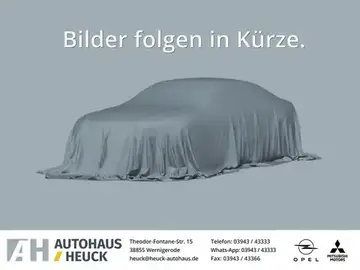 Bilder folgen in Kürze.
AH AUTOHAUS HEUCK
Theodor-Fontane-Str. 15
38855 Wernigerode
heuck@heuck-autohaus.de
Telefon: 03943 / 43333
Whats-App: 03943 / 43333
Fax: 03943 / 43366
OPEL
MITSUBISHI
MOTORS